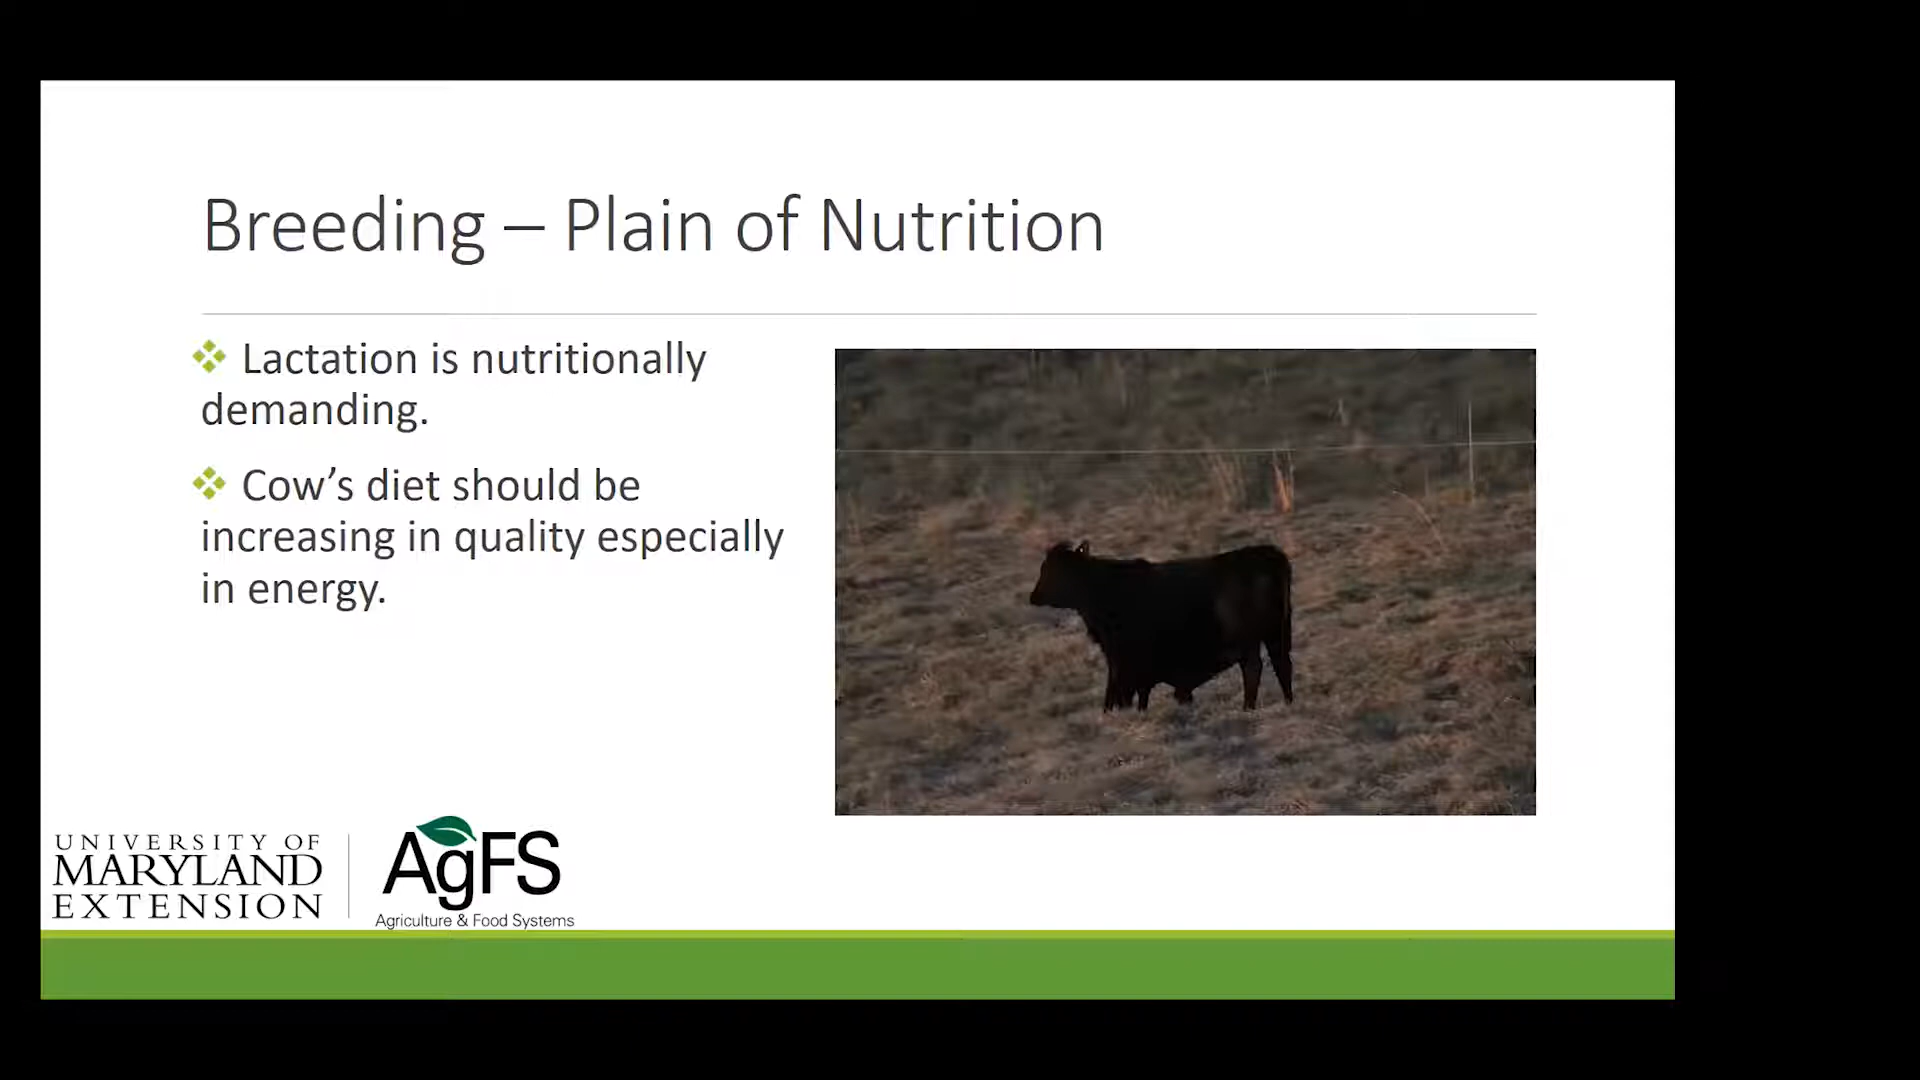 Breeding – Plain of Nutrition
Lactation is nutritionally
demanding.
Cow’s diet should be
increasing in quality especially
in energy.
UNIVERSITY OF
MARYLAND
EXTENSION
AgFS
Agriculture & Food Systems